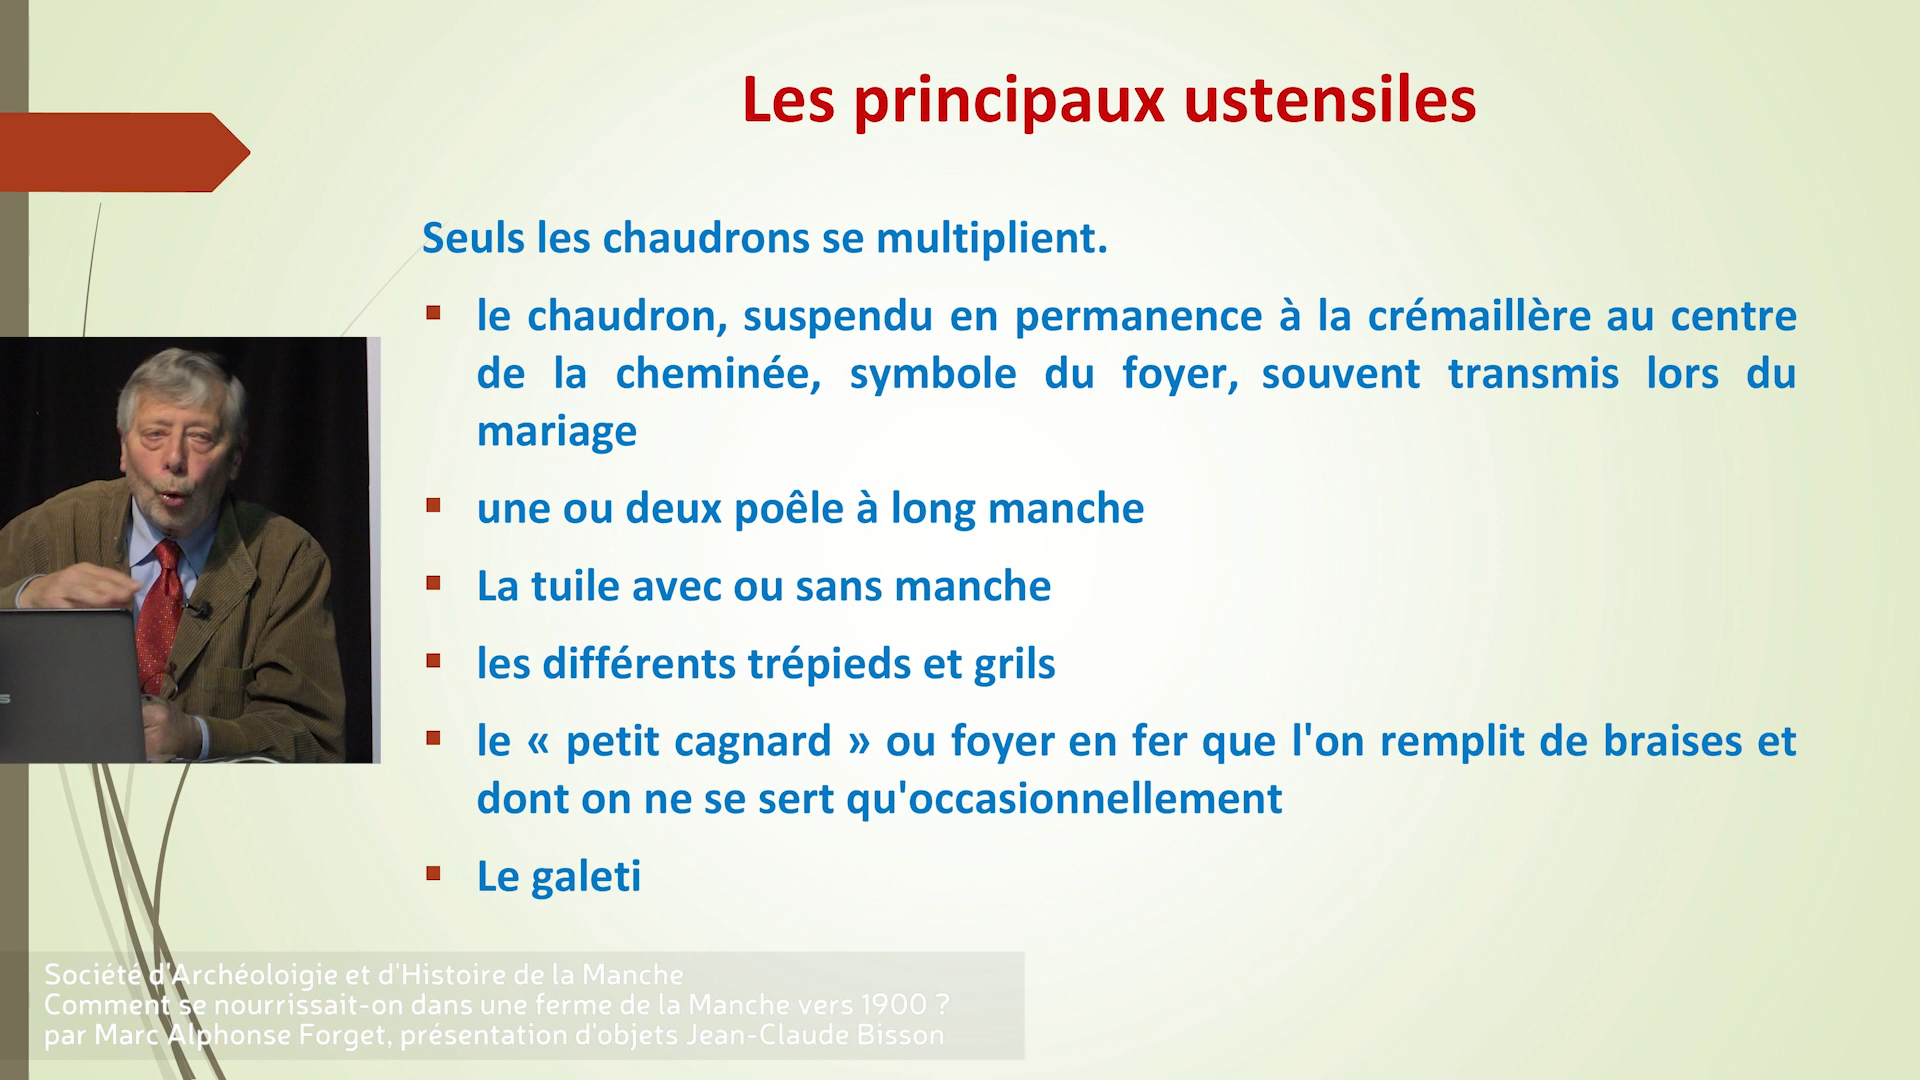 Les principaux ustensiles
Seuls les chaudrons se multiplient.
le chaudron, suspendu en permanence à la crémaillère au centre
de la cheminée, symbole du foyer, souvent transmis lors du
mariage
une ou deux poêle à long manche
La tuile avec ou sans manche
les différents trépieds et grils
le « petit cagnard » ou foyer en fer que l'on remplit de braises et
dont on ne se sert qu'occasionnellement
Le galeti
Société d'Archéoloigie et d'Histoire de la Manche
Comment se nourrissait-on dans une ferme de la Manche vers 1900 ?
par Marc Alphonse Forget, présentation d'objets Jean-Claude Bisson